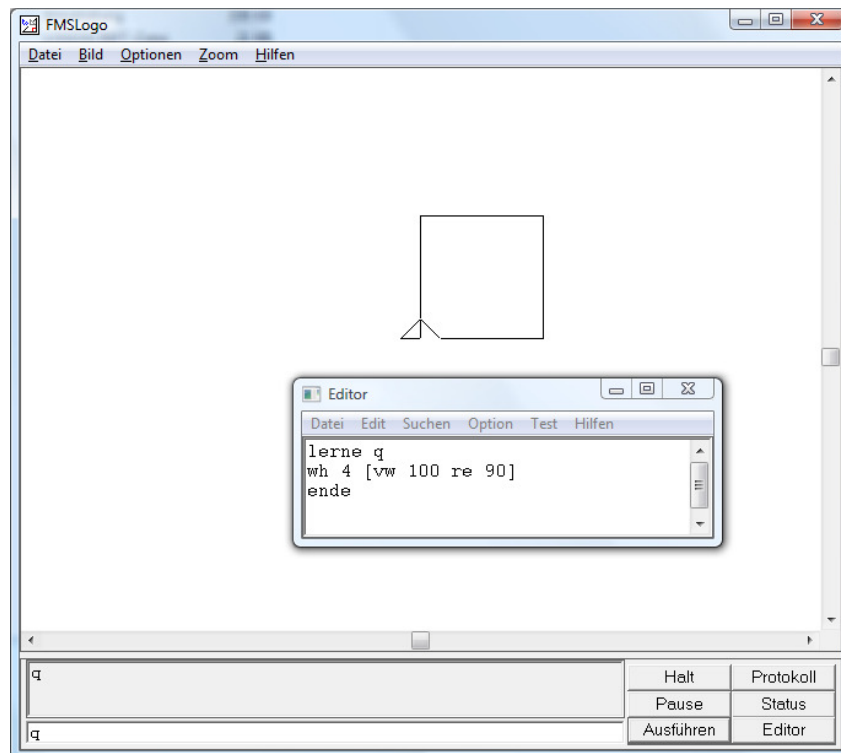 FMSLogo
Datei Bild Optionen Zoom Hilfen
Editor
Datei Edit Suchen Option Test Hilfen
lerne q
wh 4 [vw 100 re 90]
ende
q
Halt Protokoll
Pause Status
q
Ausführen Editor